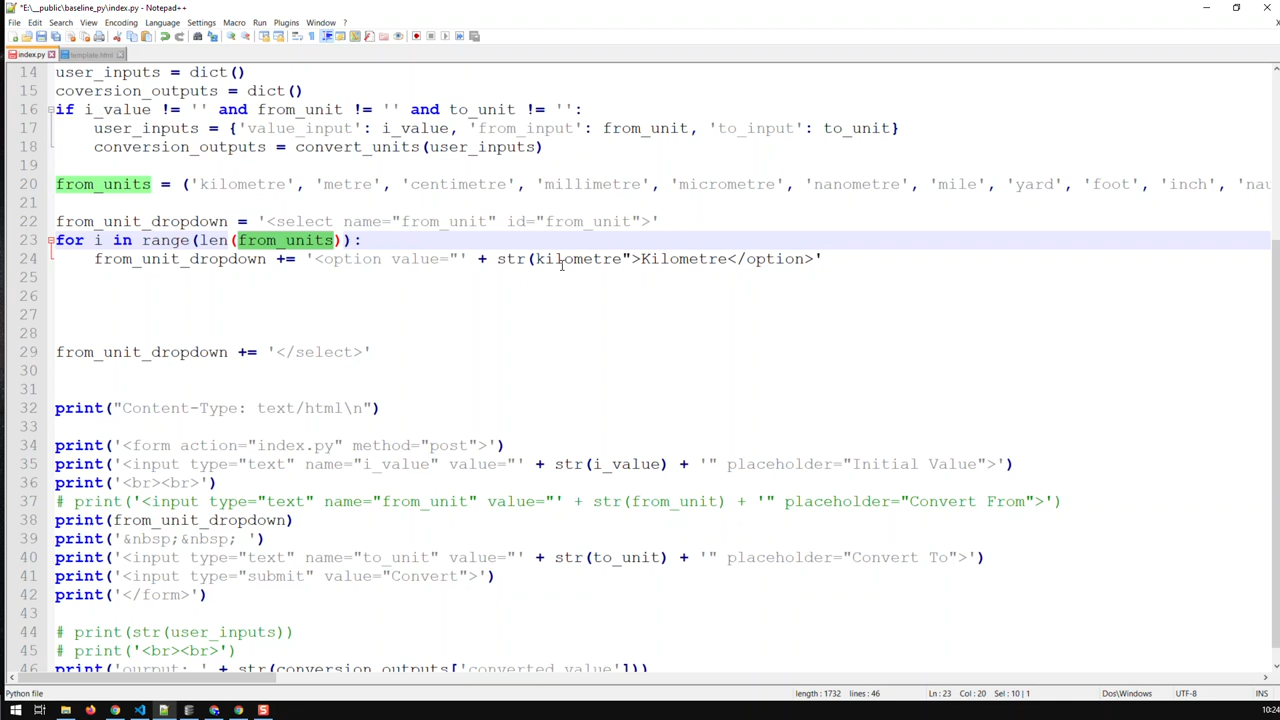 *E:\__public\baseline_py\index.py - Notepad++
File Edit Search View Encoding Language Settings Macro Run Plugins Window ?
index.py template.html
14 user_inputs = dict()
15 coversion_outputs = dict()
16 if i_value != '' and from_unit != '' and to_unit != '':
17 user_inputs = {'value_input': i_value, 'from_input': from_unit, 'to_input': to_unit}
18 conversion_outputs = convert_units(user_inputs)
19
20 from_units = ('kilometre', 'metre', 'centimetre', 'millimetre', 'micrometre', 'nanometre', 'mile', 'yard', 'foot', 'inch', 'nau
21
22 from_unit_dropdown = '<select name="from_unit" id="from_unit">'
23 for i in range(len(from_units)):
24 from_unit_dropdown += '<option value="' + str(kilometre">Kilometre</option>'
25
26
27
28
29 from_unit_dropdown += '</select>'
30
31
32 print("Content-Type: text/html\n")
33
34 print('<form action="index.py" method="post">')
35 print('<input type="text" name="i_value" value="' + str(i_value) + '" placeholder="Initial Value">')
36 print('<br><br>')
37 # print('<input type="text" name="from_unit" value="' + str(from_unit) + '" placeholder="Convert From">')
38 print(from_unit_dropdown)
39 print('&nbsp;&nbsp; ')
40 print('<input type="text" name="to_unit" value="' + str(to_unit) + '" placeholder="Convert To">')
41 print('<input type="submit" value="Convert">')
42 print('</form>')
43
44 # print(str(user_inputs))
45 # print('<br><br>')
46 print('ourput: ' + str(conversion_outputs['converted_value']))
Python file length : 1732 lines : 46 Ln : 23 Col : 20 Sel : 10 | 1 Dos\Windows UTF-8 INS
10:24